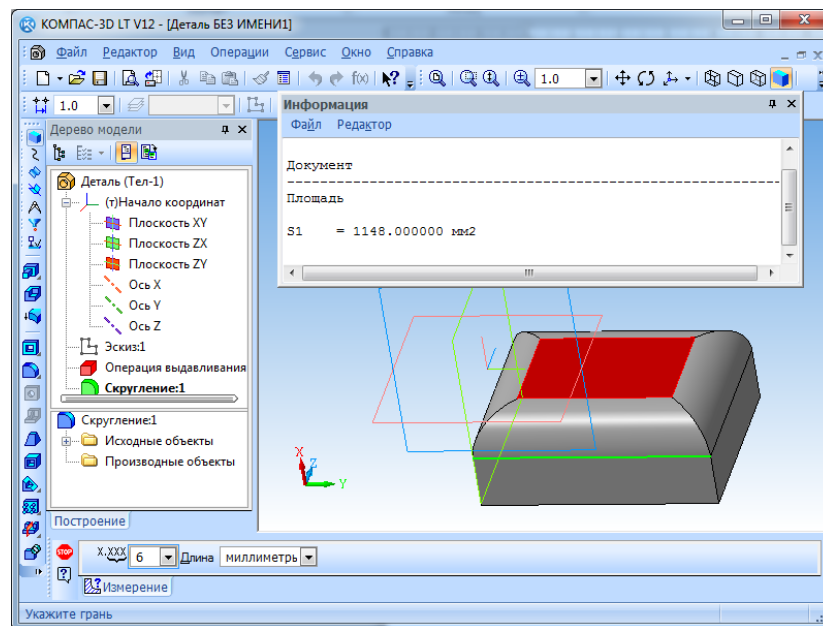 КОМПАС-3D LT V12 - [Деталь БЕЗ ИМЕНИ1]
Файл Редактор Вид Операции Сервис Окно Справка
f(x) 1.0
1.0
Информация
Файл Редактор
Документ
Площадь
S1 = 1148.000000 мм2
Дерево модели
Деталь (Тел-1)
(т)Начало координат
Плоскость XY
Плоскость ZX
Плоскость ZY
Ось X
Ось Y
Ось Z
Эскиз:1
Операция выдавливания
Скругление:1
Скругление:1
Исходные объекты
Производные объекты
X
Z
Y
Построение
STOP X.XXX 6 Длина миллиметрь
Измерение
Укажите грань